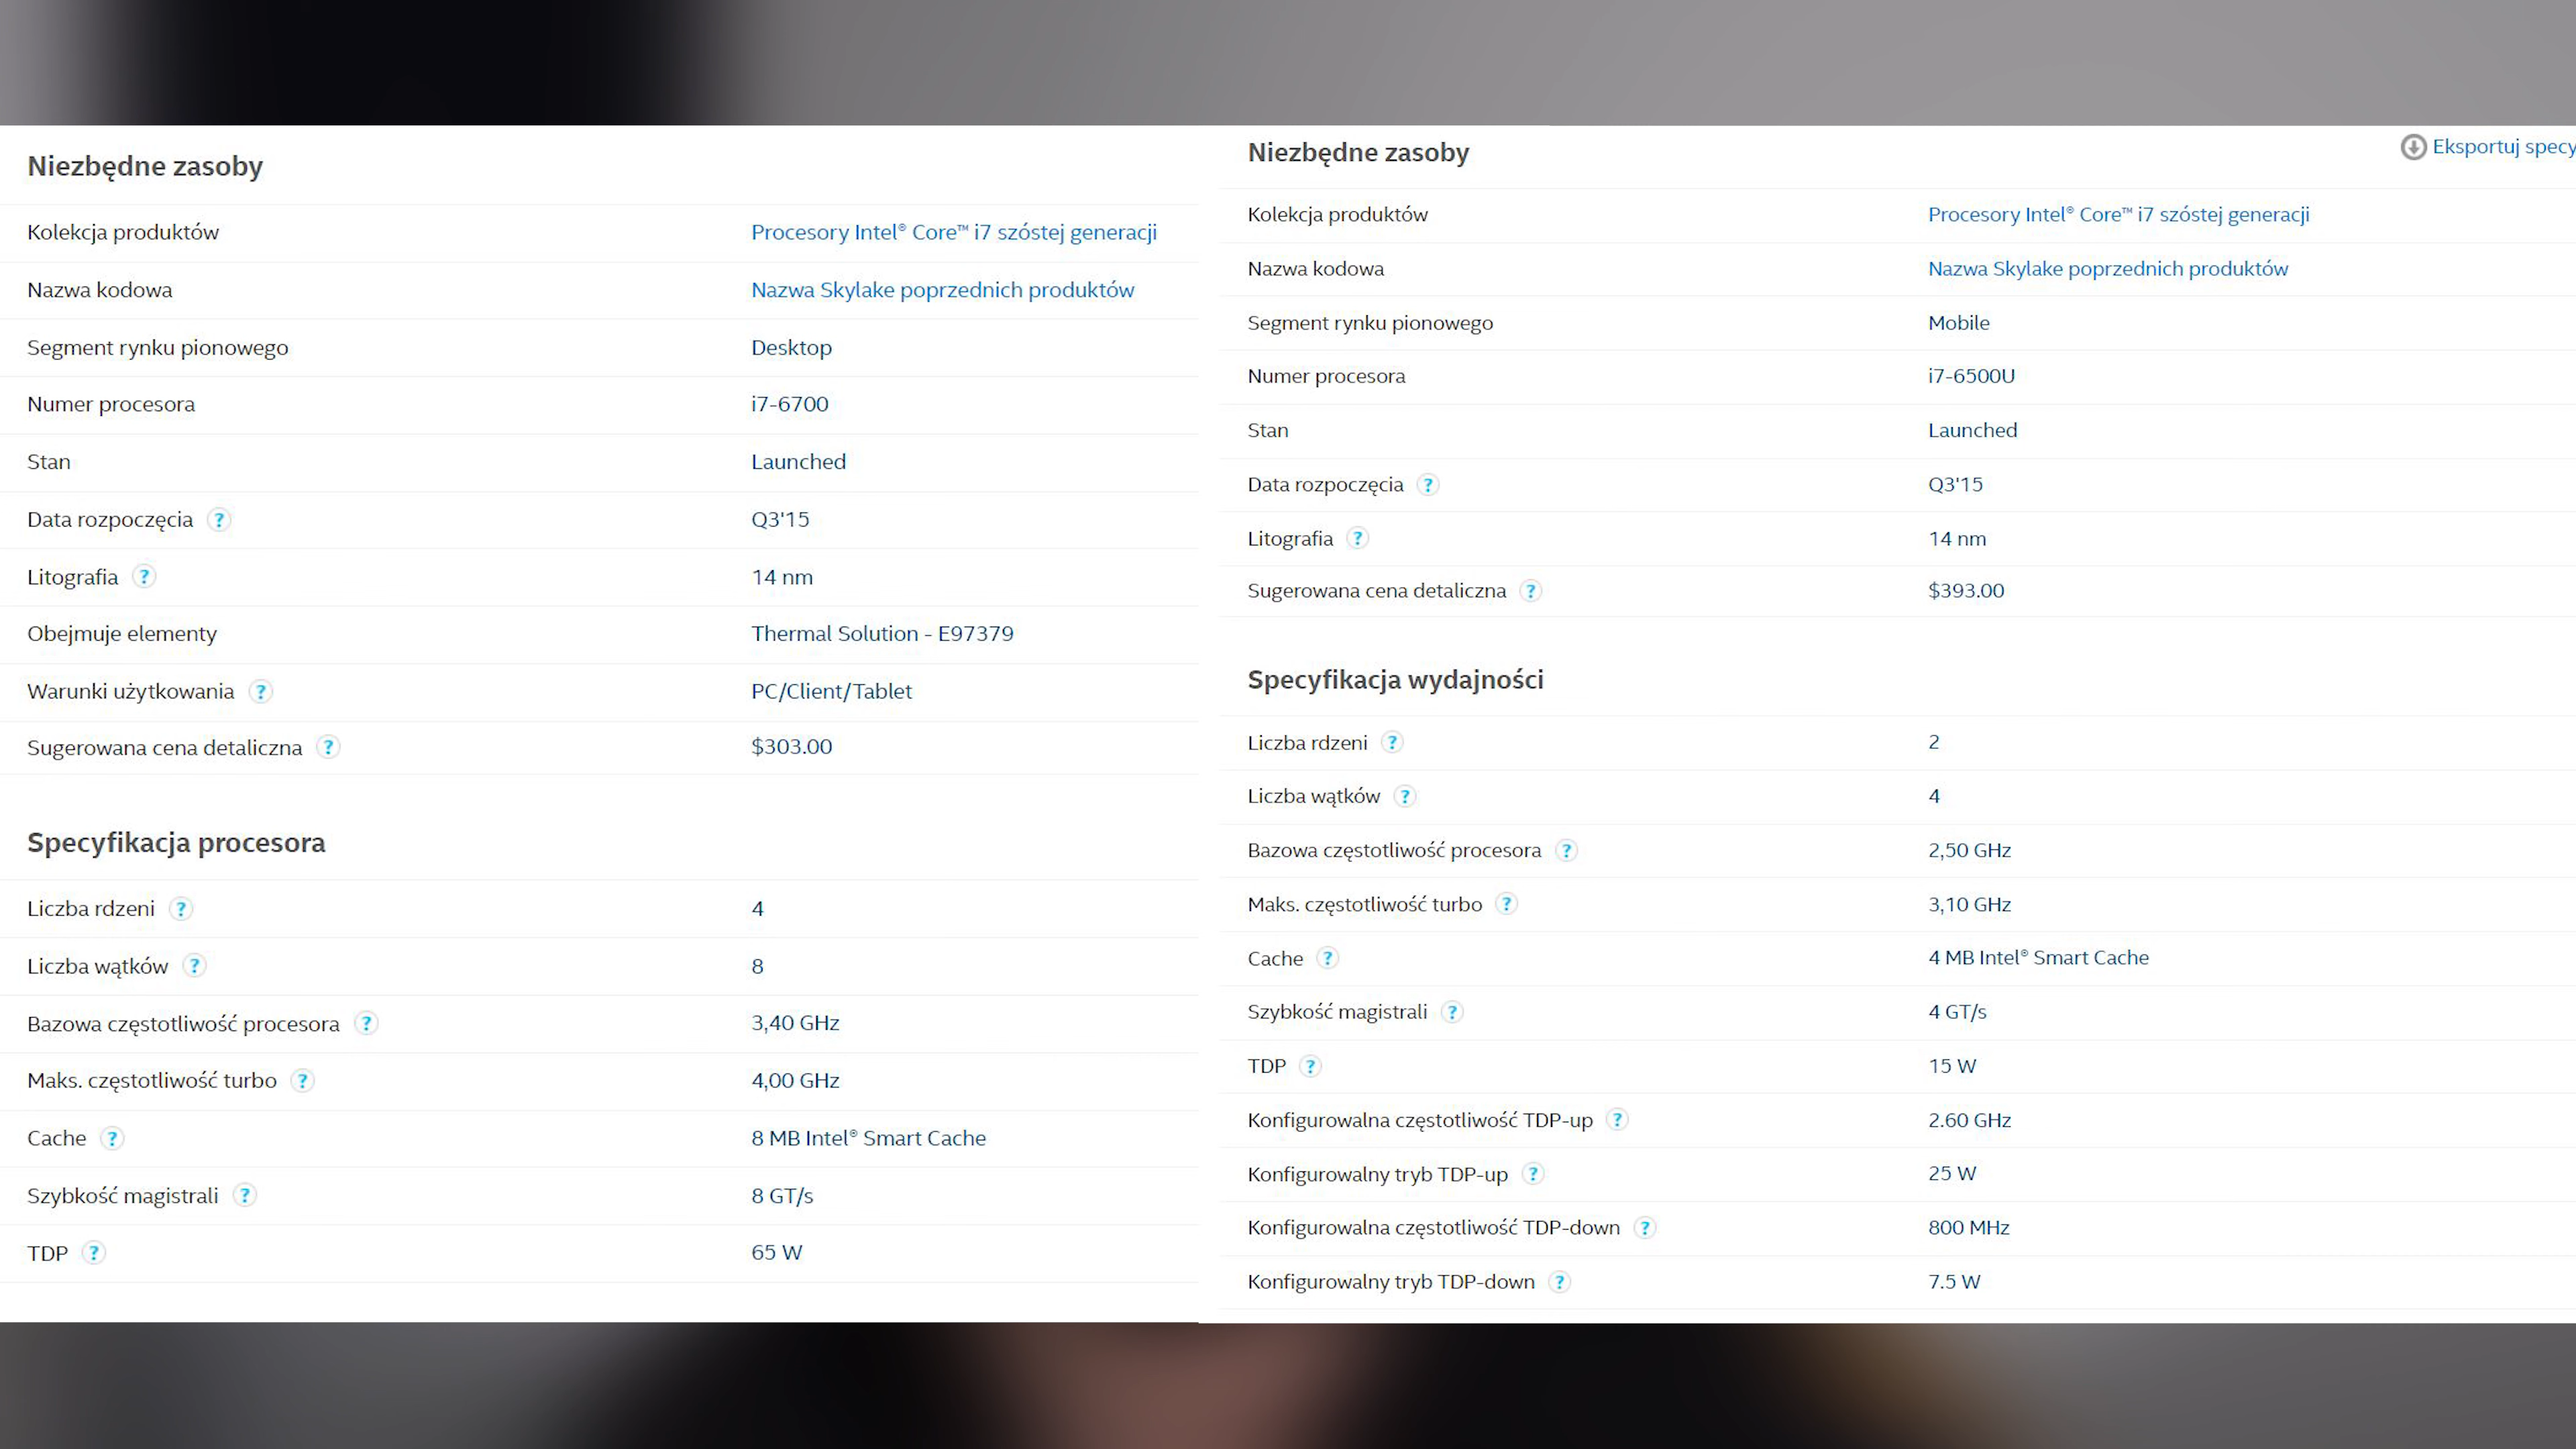 Niezbędne zasoby
Kolekcja produktów Procesory Intel® Core™ i7 szóstej generacji
Nazwa kodowa Nazwa Skylake poprzednich produktów
Segment rynku pionowego Desktop
Numer procesora i7-6700
Stan Launched
Data rozpoczęcia ? Q3'15
Litografia ? 14 nm
Obejmuje elementy Thermal Solution - E97379
Warunki użytkowania ? PC/Client/Tablet
Sugerowana cena detaliczna ? $303.00
Specyfikacja procesora
Liczba rdzeni ? 4
Liczba wątków ? 8
Bazowa częstotliwość procesora ? 3,40 GHz
Maks. częstotliwość turbo ? 4,00 GHz
Cache ? 8 MB Intel® Smart Cache
Szybkość magistrali ? 8 GT/s
TDP ? 65 W
Niezbędne zasoby Eksportuj specy
Kolekcja produktów Procesory Intel® Core™ i7 szóstej generacji
Nazwa kodowa Nazwa Skylake poprzednich produktów
Segment rynku pionowego Mobile
Numer procesora i7-6500U
Stan Launched
Data rozpoczęcia ? Q3'15
Litografia ? 14 nm
Sugerowana cena detaliczna ? $393.00
Specyfikacja wydajności
Liczba rdzeni ? 2
Liczba wątków ? 4
Bazowa częstotliwość procesora ? 2,50 GHz
Maks. częstotliwość turbo ? 3,10 GHz
Cache ? 4 MB Intel® Smart Cache
Szybkość magistrali ? 4 GT/s
TDP ? 15 W
Konfigurowalna częstotliwość TDP-up ? 2.60 GHz
Konfigurowalny tryb TDP-up ? 25 W
Konfigurowalna częstotliwość TDP-down ? 800 MHz
Konfigurowalny tryb TDP-down ? 7.5 W